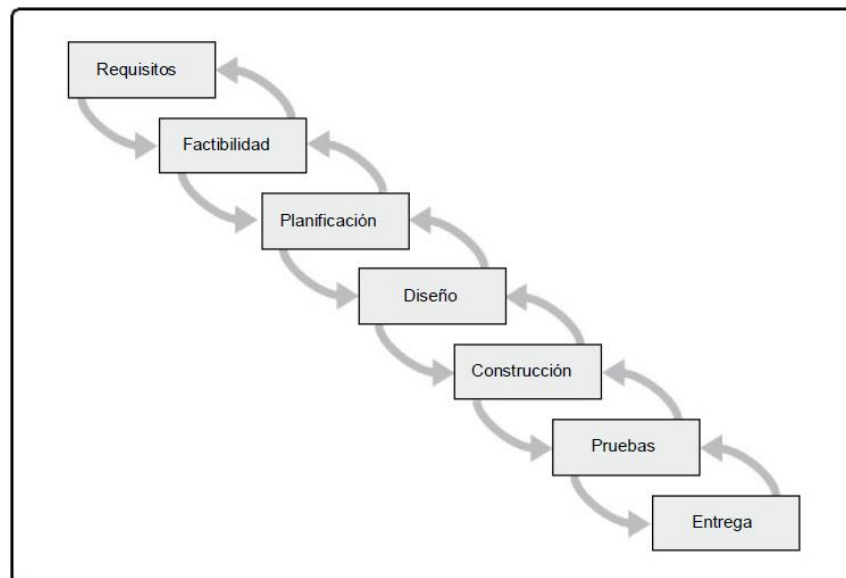 Requisitos
Factibilidad
Planificación
Diseño
Construcción
Pruebas
Entrega